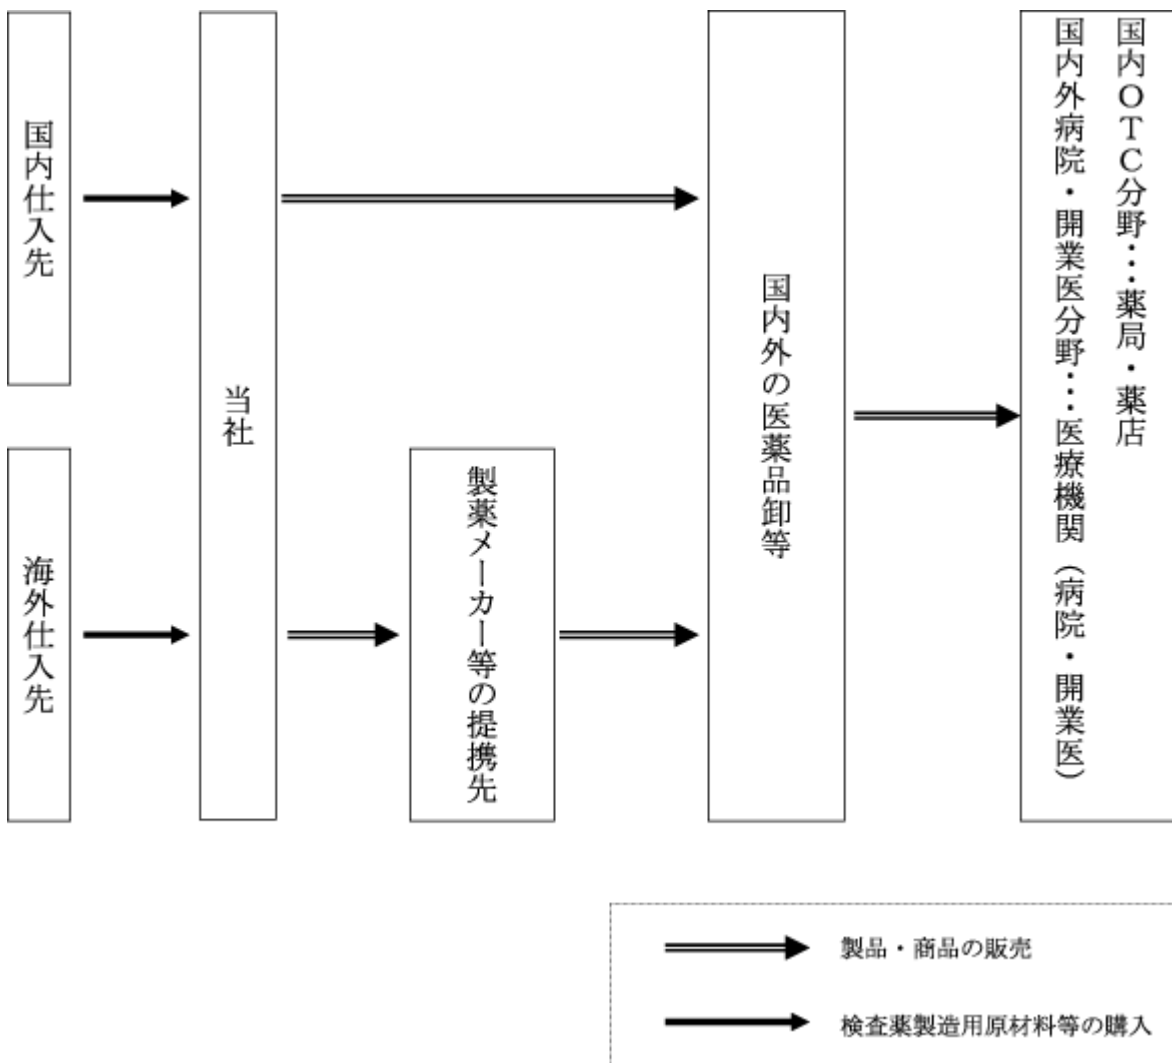 国内仕入先
海外仕入先
当社
製薬メーカー等の提携先
国内外の医薬品卸等
国内OTC分野…薬局・薬店
国内外病院・開業医分野…医療機関（病院・開業医）
製品・商品の販売
検査薬製造用原材料等の購入